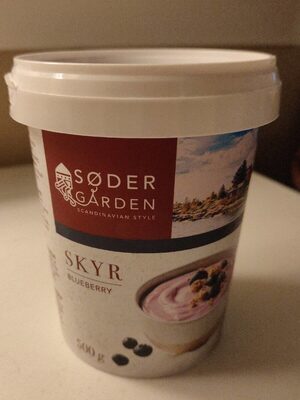 SØDER
GÅRDEN
SCANDINAVIAN STYLE
SKYR
BLUEBERRY
500 g